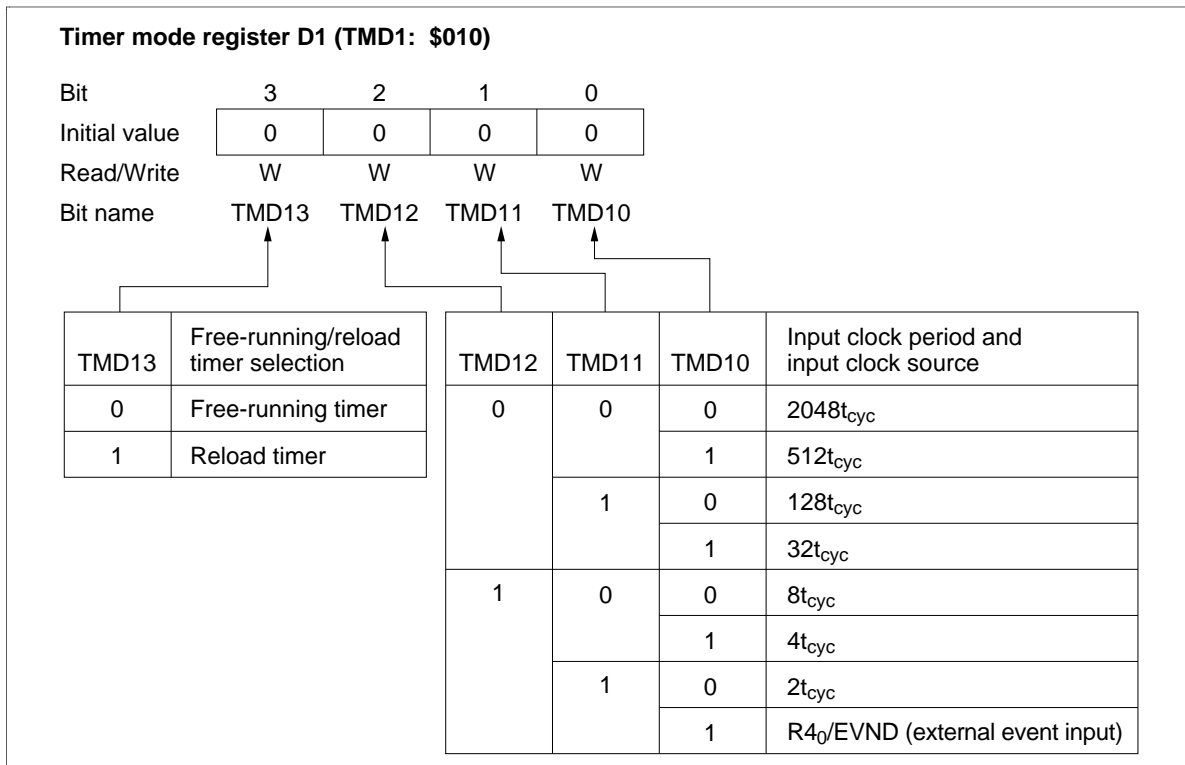 Timer mode register D1 (TMD1: $010)
Bit 3 2 1 0
Initial value 0 0 0 0
Read/Write W W W W
Bit name TMD13 TMD12 TMD11 TMD10
TMD13 Free-running/reload timer selection
0 Free-running timer
1 Reload timer
TMD12 TMD11 TMD10 Input clock period and input clock source
0 0 0 2048tcyc
1 512tcyc
1 0 128tcyc
1 32tcyc
1 0 0 8tcyc
1 4tcyc
1 0 2tcyc
1 R40/EVND (external event input)